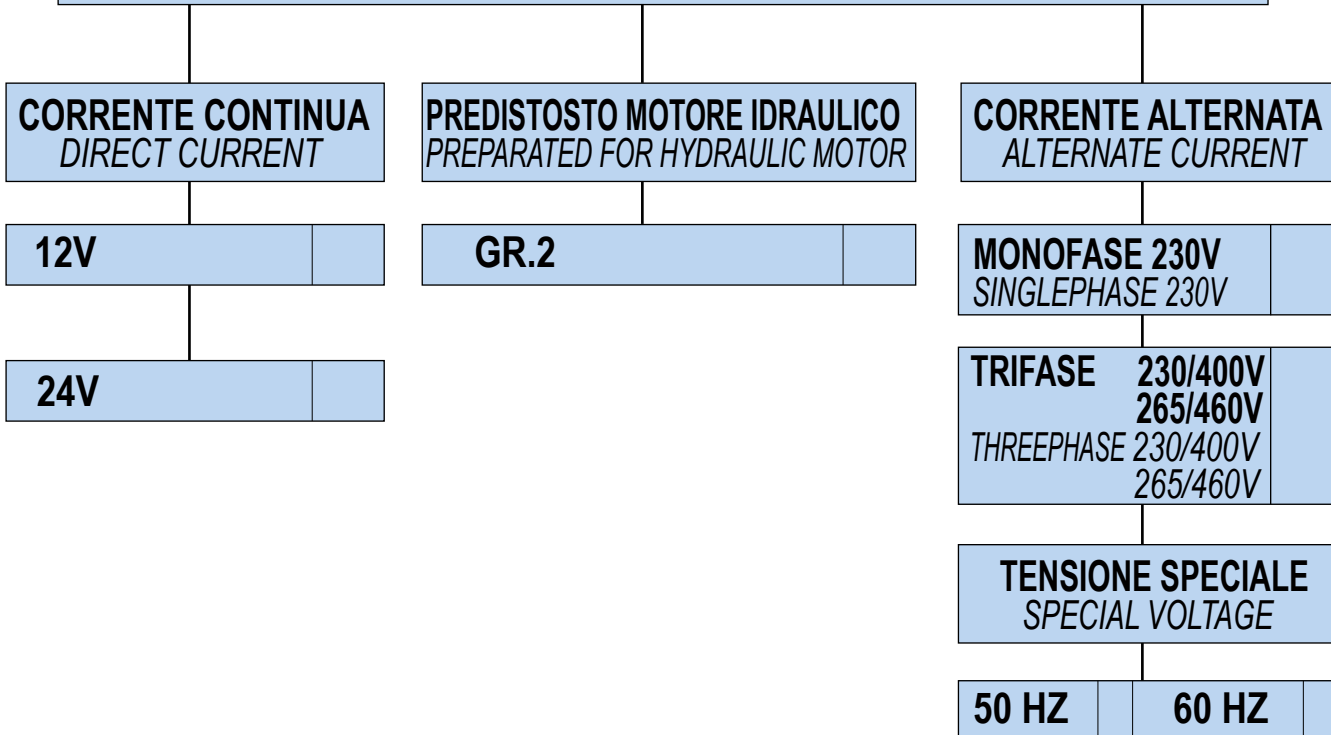 CORRENTE CONTINUA
DIRECT CURRENT
12V
24V
PREDISTOSTO MOTORE IDRAULICO
PREPARATED FOR HYDRAULIC MOTOR
GR.2
CORRENTE ALTERNATA
ALTERNATE CURRENT
MONOFASE 230V
SINGLEPHASE 230V
TRIFASE 230/400V
265/460V
THREEPHASE 230/400V
265/460V
TENSIONE SPECIALE
SPECIAL VOLTAGE
50 HZ 60 HZ